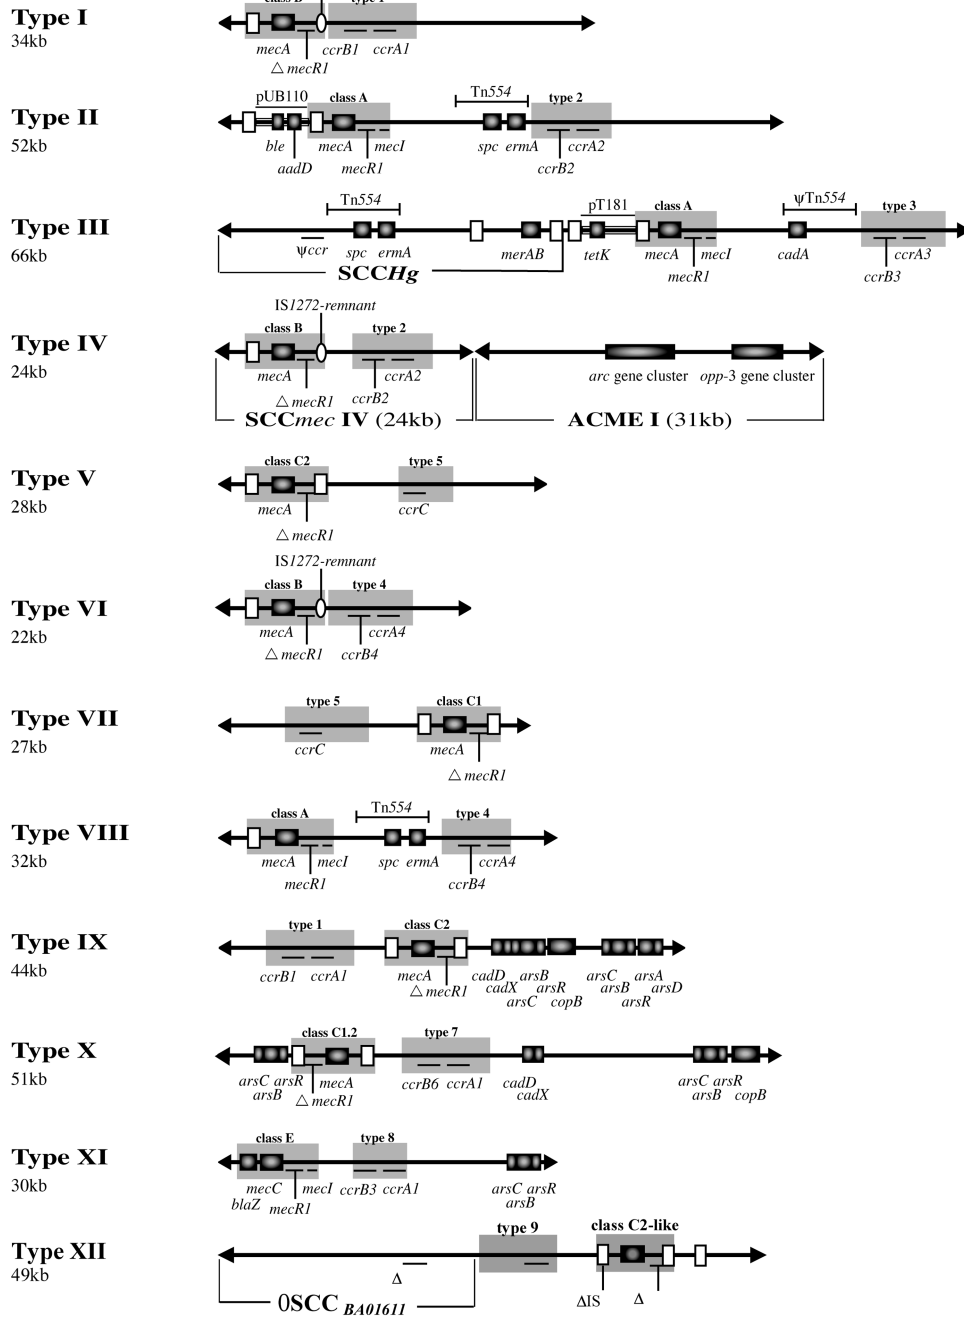 Type I
34kb
class B type 1
mecA ccrB1 ccrA1
△ mecR1
Type II
52kb
pUB110 class A Tn554 type 2
ble mecA mecI spc ermA ccrA2
aadD mecR1 ccrB2
Type III
66kb
Tn554 pT181 class A ψTn554 type 3
ψccr spc ermA merAB tetK mecA mecI cadA ccrA3
mecR1 ccrB3
SCCHg
IS1272-remnant
Type IV
24kb
class B type 2
mecA ccrA2 arc gene cluster opp-3 gene cluster
△ mecR1 ccrB2
SCCmec IV (24kb) ACME I (31kb)
Type V
28kb
class C2 type 5
mecA ccrC
△ mecR1
IS1272-remnant
Type VI
22kb
class B type 4
mecA ccrA4
△ mecR1 ccrB4
Type VII
27kb
type 5 class C1
ccrC mecA
△ mecR1
Type VIII
32kb
class A Tn554 type 4
mecA mecI spc ermA ccrA4
mecR1 ccrB4
Type IX
44kb
type 1 class C2
ccrB1 ccrA1 mecA cadD arsB arsC arsA
△ mecR1 cadX arsR arsB arsD
arsC copB arsR
Type X
51kb
class C1.2 type 7
arsC arsR mecA ccrB6 ccrA1 cadD arsC arsR
arsB △ mecR1 cadX arsB copB
Type XI
30kb
class E type 8
mecC mecI ccrB3 ccrA1 arsC arsR
blaZ mecR1 arsB
Type XII
49kb
type 9 class C2-like
Δ
ΔIS Δ
0SCC BA01611